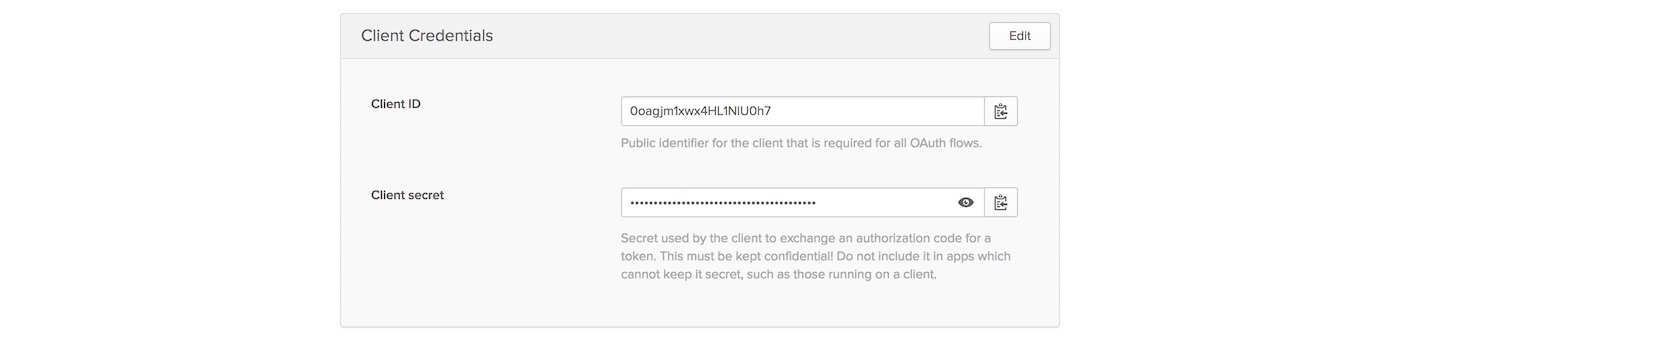 Client Credentials
Edit
Client ID
0oagjm1xwx4HL1NlU0h7
Public identifier for the client that is required for all OAuth flows.
Client secret
••••••••••••••••••••••••••••••••••••••••
Secret used by the client to exchange an authorization code for a
token. This must be kept confidential! Do not include it in apps which
cannot keep it secret, such as those running on a client.